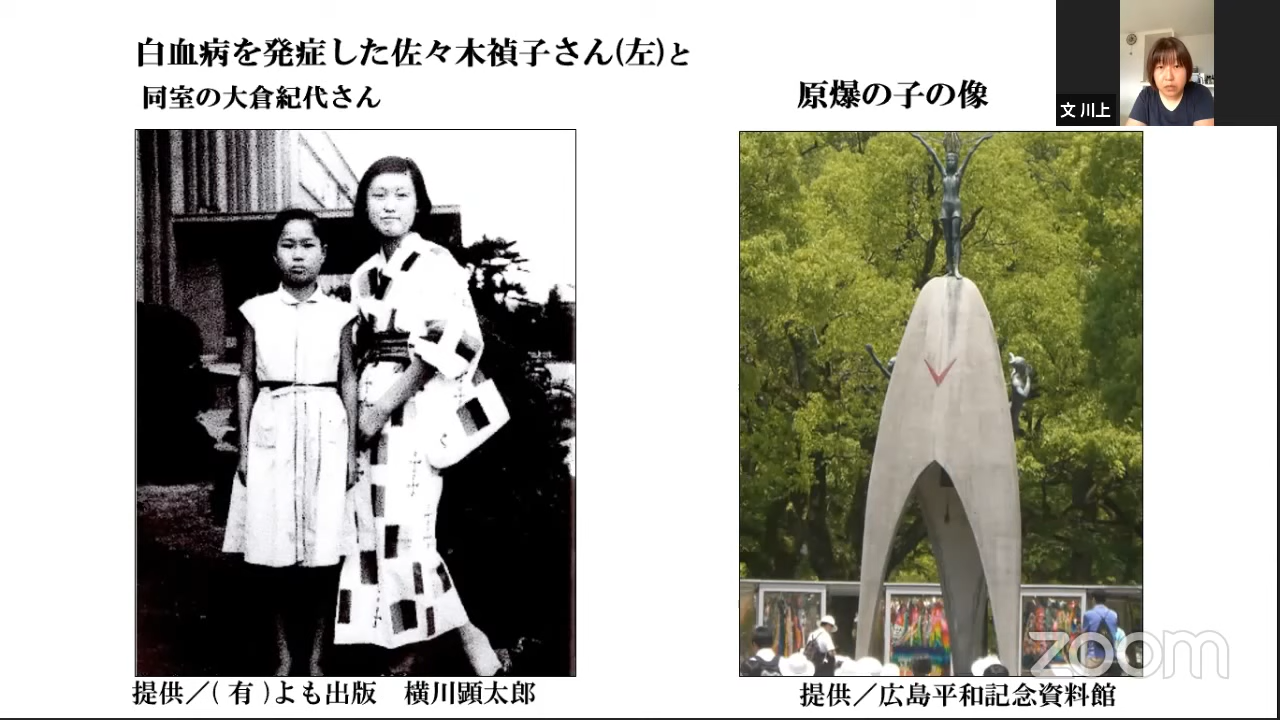 白血病を発症した佐々木禎子さん(左)と
同室の大倉紀代さん
原爆の子の像
文 川上
提供／( 有 )よも出版　横川顕太郎
提供／広島平和記念資料館
zoom